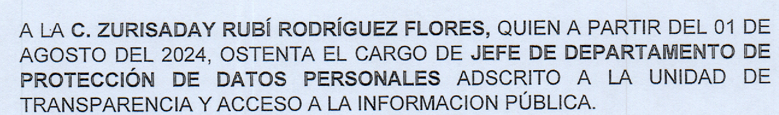 A LA C. ZURISADAY RUBÍ RODRÍGUEZ FLORES, QUIEN A PARTIR DEL 01 DE
AGOSTO DEL 2024, OSTENTA EL CARGO DE JEFE DE DEPARTAMENTO DE
PROTECCIÓN DE DATOS PERSONALES ADSCRITO A LA UNIDAD DE
TRANSPARENCIA Y ACCESO A LA INFORMACION PÚBLICA.